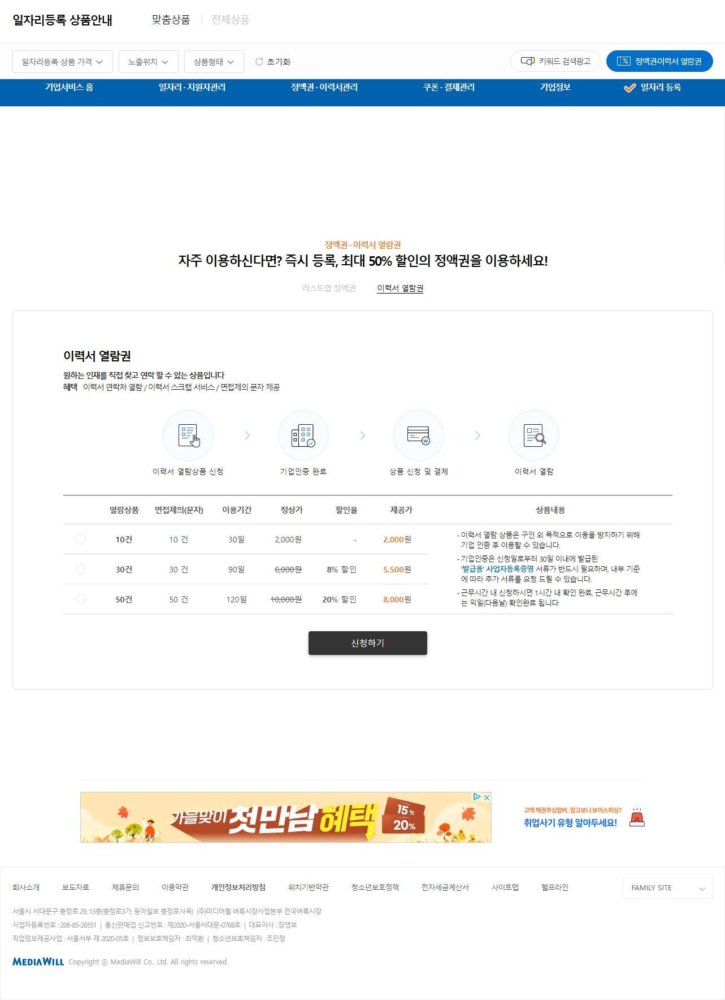 일자리등록 상품안내
맞춤상품
전체상품
일자리등록 상품 가격
노출위치
상품형태
초기화
키워드 검색광고
정액권·이력서 열람권
기업서비스 홈
일자리 · 지원자관리
정액권 · 이력서관리
쿠폰 · 결제관리
기업정보
일자리 등록
정액권 · 이력서 열람권
자주 이용하신다면? 즉시 등록, 최대 50% 할인의 정액권을 이용하세요!
리스트업 정액권
이력서 열람권
이력서 열람권
원하는 인재를 직접 찾고 연락 할 수 있는 상품입니다
혜택 이력서 연락처 열람 / 이력서 스크랩 서비스 / 면접제의 문자 제공
이력서 열람상품 신청
기업인증 완료
상품 신청 및 결제
이력서 열람
열람상품 면접제의(문자) 이용기간 정상가 할인율 제공가 상품내용
10건 10 건 30일 2,000원 - 2,000원
30건 30 건 90일 6,000원 8% 할인 5,500원
50건 50 건 120일 10,000원 20% 할인 8,000원
- 이력서 열람 상품은 구인 외 목적으로 이용을 방지하기 위해
기업 인증 후 이용할 수 있습니다.
- 기업인증은 신청일로부터 30일 이내에 발급된
‘발급용’ 사업자등록증명 서류가 반드시 필요하며, 내부 기준
에 따라 추가 서류를 요청 드릴 수 있습니다.
- 근무시간 내 신청하시면 1시간 내 확인 완료, 근무시간 후에
는 익일(다음날) 확인완료 됩니다
신청하기
가을맞이 첫만남 혜택
15%
20%
고액 채권추심알바, 알고보니 보이스피싱?
취업사기 유형 알아두세요!
회사소개
보도자료
제휴문의
이용약관
개인정보처리방침
위치기반약관
청소년보호정책
전자세금계산서
사이트맵
헬프라인
FAMILY SITE
서울시 서대문구 충정로 29, 13층(충정로3가, 동아일보 충정로사옥) (주)미디어윌 벼룩시장사업본부 전국벼룩시장
사업자등록번호 : 206-85-26551 | 통신판매업 신고번호 : 제2020-서울서대문-0768호 | 대표이사 : 장영보
직업정보제공사업 : 서울서부 제 2020-05호 | 정보보호책임자 : 최덕환 | 청소년보호책임자 : 조민정
MEDIAWILL Copyright ⓒ MediaWill Co., Ltd. All rights reserved.